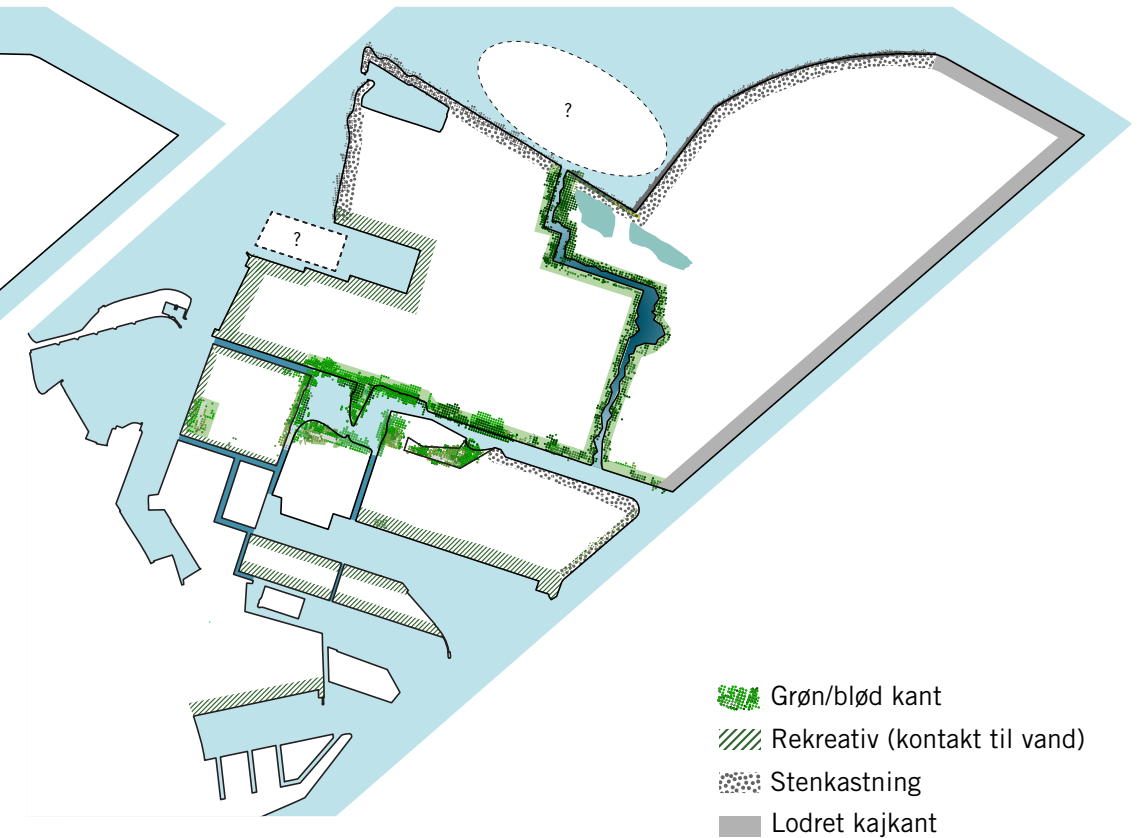 ?
?
Grøn/blød kant
Rekreativ (kontakt til vand)
Stenkastning
Lodret kajkant